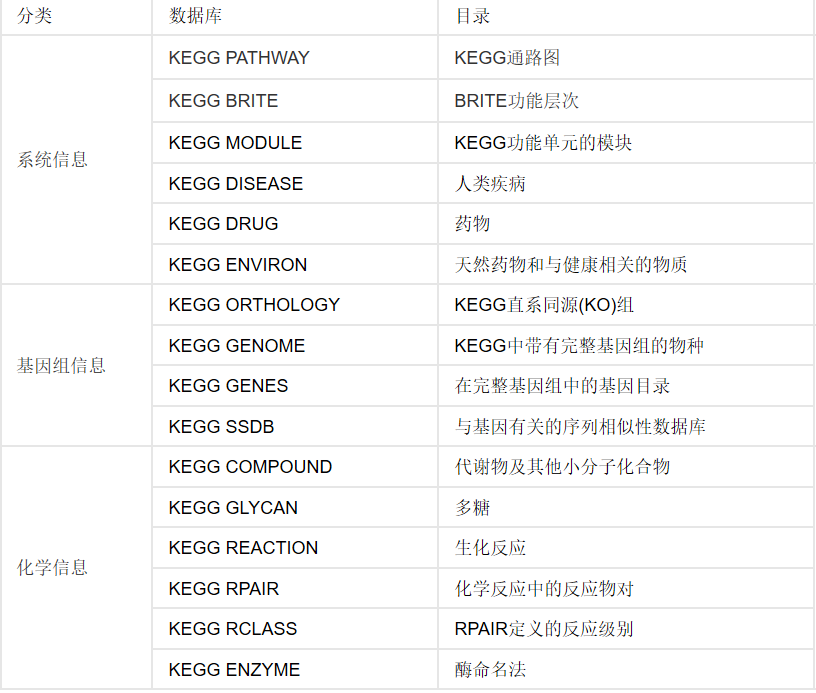 分类 数据库 目录
系统信息
KEGG PATHWAY KEGG通路图
KEGG BRITE BRITE功能层次
KEGG MODULE KEGG功能单元的模块
KEGG DISEASE 人类疾病
KEGG DRUG 药物
KEGG ENVIRON 天然药物和与健康相关的物质
基因组信息
KEGG ORTHOLOGY KEGG直系同源(KO)组
KEGG GENOME KEGG中带有完整基因组的物种
KEGG GENES 在完整基因组中的基因目录
KEGG SSDB 与基因有关的序列相似性数据库
化学信息
KEGG COMPOUND 代谢物及其他小分子化合物
KEGG GLYCAN 多糖
KEGG REACTION 生化反应
KEGG RPAIR 化学反应中的反应物对
KEGG RCLASS RPAIR定义的反应级别
KEGG ENZYME 酶命名法